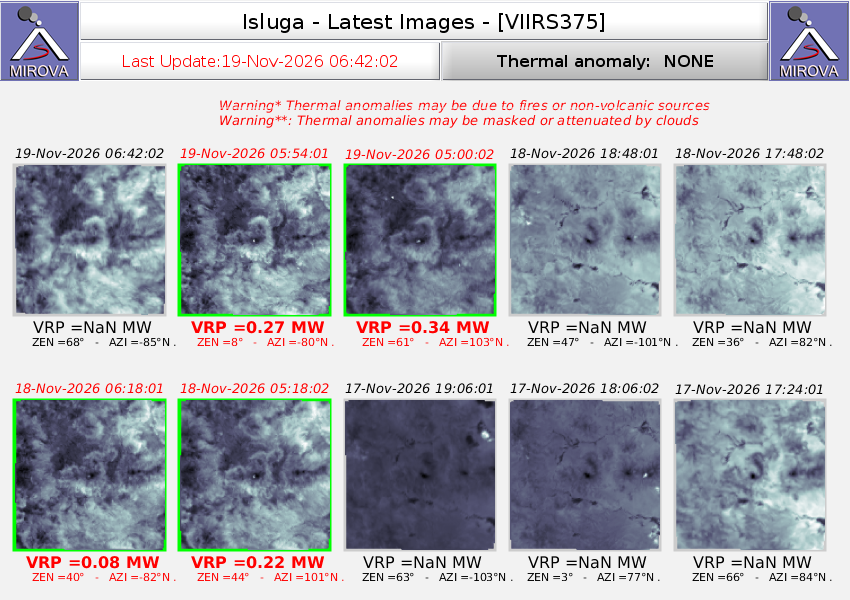 Isluga - Latest Images - [VIIRS375]
MIROVA
Last Update:19-Nov-2026 06:42:02
Thermal anomaly: NONE
MIROVA
Warning* Thermal anomalies may be due to fires or non-volcanic sources
Warning**: Thermal anomalies may be masked or attenuated by clouds
19-Nov-2026 06:42:02
19-Nov-2026 05:54:01
19-Nov-2026 05:00:02
18-Nov-2026 18:48:01
18-Nov-2026 17:48:02
VRP =NaN MW
VRP =0.27 MW
VRP =0.34 MW
VRP =NaN MW
VRP =NaN MW
ZEN =68° - AZI =-85°N .
ZEN =8° - AZI =-80°N .
ZEN =61° - AZI =103°N .
ZEN =47° - AZI =-101°N .
ZEN =36° - AZI =82°N .
18-Nov-2026 06:18:01
18-Nov-2026 05:18:02
17-Nov-2026 19:06:01
17-Nov-2026 18:06:02
17-Nov-2026 17:24:01
VRP =0.08 MW
VRP =0.22 MW
VRP =NaN MW
VRP =NaN MW
VRP =NaN MW
ZEN =40° - AZI =-82°N .
ZEN =44° - AZI =101°N .
ZEN =63° - AZI =-103°N .
ZEN =3° - AZI =77°N .
ZEN =66° - AZI =84°N .